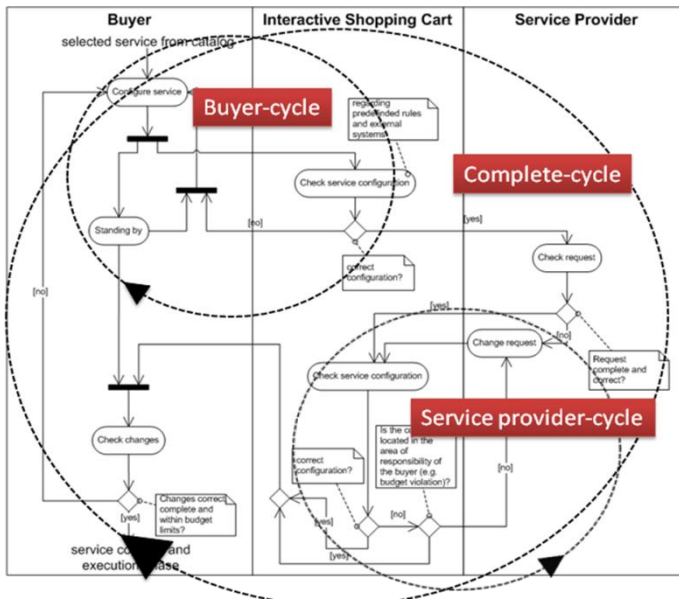 Buyer
Interactive Shopping Cart
Service Provider
selected service from catalog
Configure service
Buyer-cycle
regarding
predefinded rules
and external
systems
Complete-cycle
Check service configuration
Standing by
[no]
[yes]
Check request
correct
configuration?
[no]
[yes]
[no]
Change request
Request
complete and
correct?
Check service configuration
Service provider-cycle
Check changes
Is the
located in the
area of
responsibility of
the buyer (e.g.
budget violation)?
correct
configuration?
[no]
[no]
[yes]
[yes]
[yes]
Changes correct
complete and
within budget
limits?
service and
execution